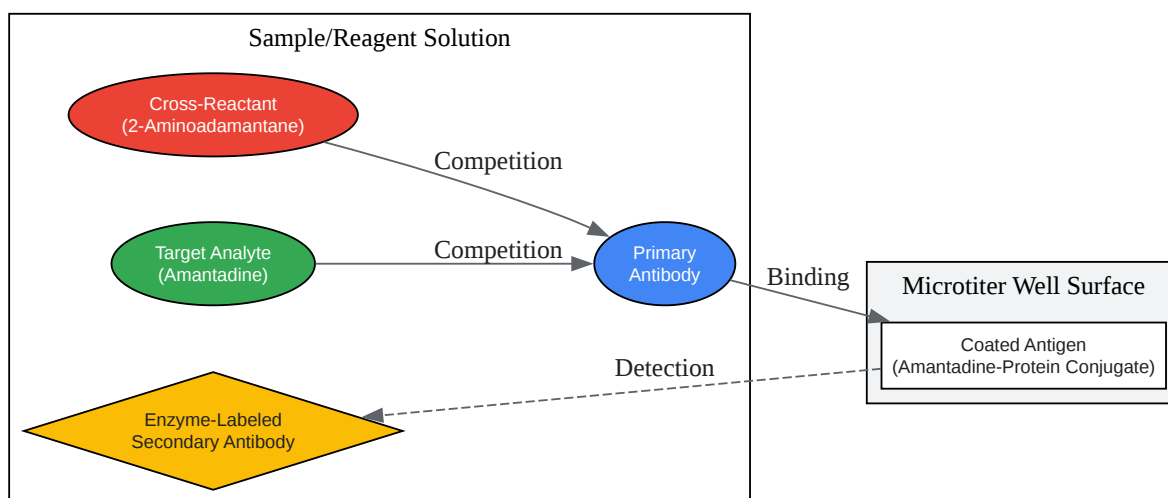 Sample/Reagent Solution
Cross-Reactant
(2-Aminoadamantane)
Competition
Target Analyte
(Amantadine)
Competition
Primary
Antibody
Binding
Microtiter Well Surface
Coated Antigen
(Amantadine-Protein Conjugate)
Detection
Enzyme-Labeled
Secondary Antibody